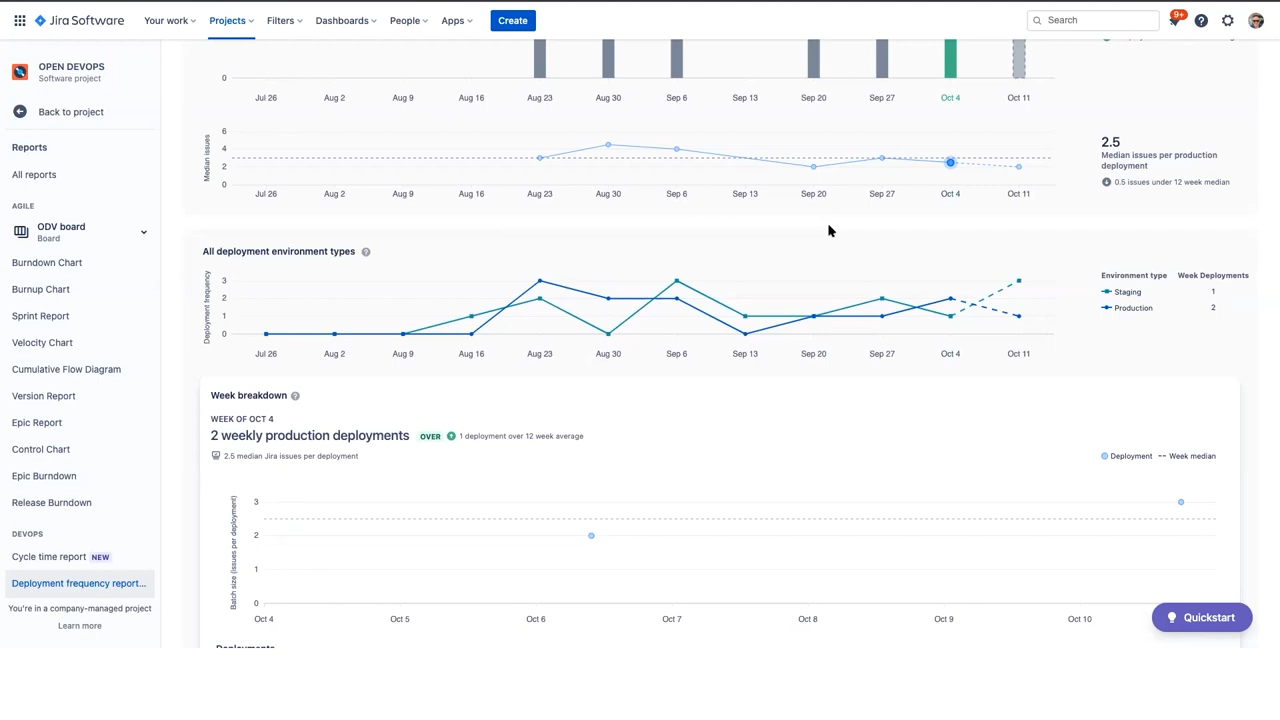 Jira Software
Your work
Projects
Filters
Dashboards
People
Apps
Create
Search
9+
OPEN DEVOPS
Software project
Back to project
Reports
All reports
AGILE
ODV board
Board
Burndown Chart
Burnup Chart
Sprint Report
Velocity Chart
Cumulative Flow Diagram
Version Report
Epic Report
Control Chart
Epic Burndown
Release Burndown
DEVOPS
Cycle time report NEW
Deployment frequency report...
You're in a company-managed project
Learn more
0
Jul 26 Aug 2 Aug 9 Aug 16 Aug 23 Aug 30 Sep 6 Sep 13 Sep 20 Sep 27 Oct 4 Oct 11
Median issues
6
4
2
0
Jul 26 Aug 2 Aug 9 Aug 16 Aug 23 Aug 30 Sep 6 Sep 13 Sep 20 Sep 27 Oct 4 Oct 11
2.5
Median issues per production
deployment
0.5 issues under 12 week median
All deployment environment types
Deployment frequency
3
2
1
0
Jul 26 Aug 2 Aug 9 Aug 16 Aug 23 Aug 30 Sep 6 Sep 13 Sep 20 Sep 27 Oct 4 Oct 11
Environment type Week Deployments
Staging 1
Production 2
Week breakdown
WEEK OF OCT 4
2 weekly production deployments OVER 1 deployment over 12 week average
2.5 median Jira issues per deployment
Deployment Week median
Batch size (issues per deployment)
3
2
1
0
Oct 4 Oct 5 Oct 6 Oct 7 Oct 8 Oct 9 Oct 10
Quickstart